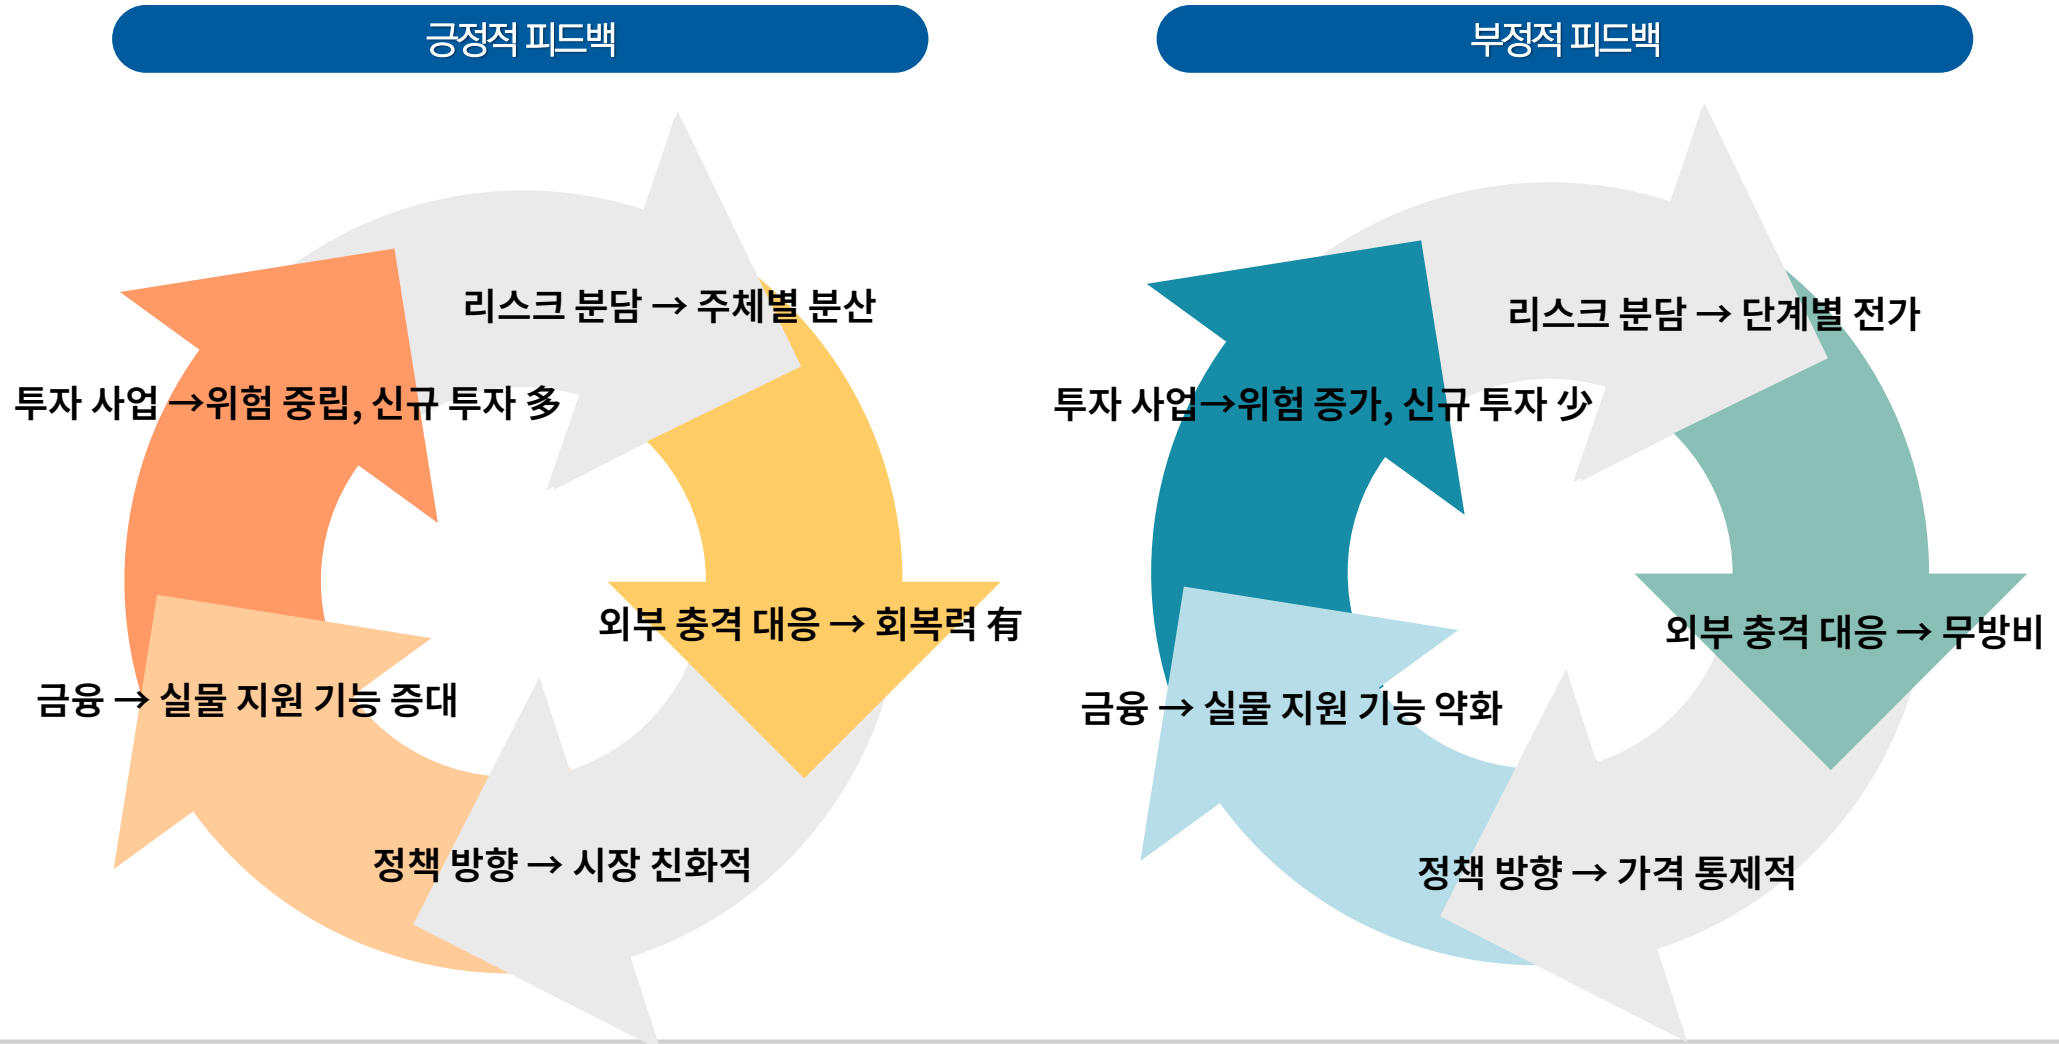 긍정적 피드백
리스크 분담 → 주체별 분산
투자 사업 →위험 중립, 신규 투자 多
외부 충격 대응 → 회복력 有
금융 → 실물 지원 기능 증대
정책 방향 → 시장 친화적
부정적 피드백
리스크 분담 → 단계별 전가
투자 사업→위험 증가, 신규 투자 少
외부 충격 대응 → 무방비
금융 → 실물 지원 기능 약화
정책 방향 → 가격 통제적